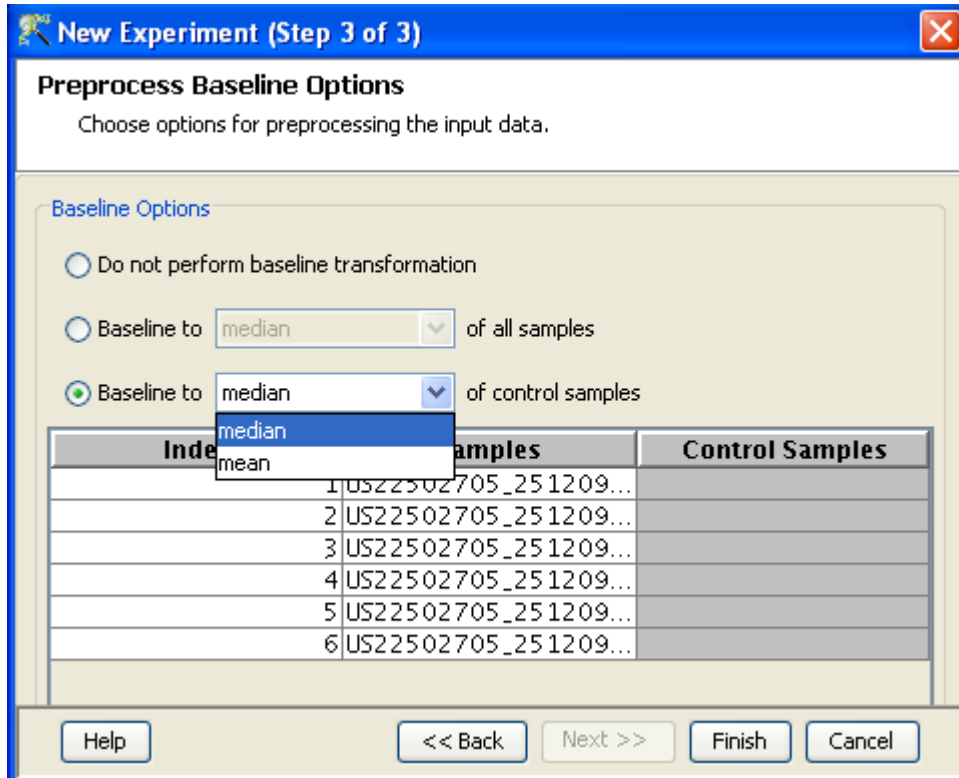 New Experiment (Step 3 of 3)
Preprocess Baseline Options
Choose options for preprocessing the input data.
Baseline Options
Do not perform baseline transformation
Baseline to median of all samples
Baseline to median of control samples
median
mean
Inde amples Control Samples
1 US22502705_251209...
2 US22502705_251209...
3 US22502705_251209...
4 US22502705_251209...
5 US22502705_251209...
6 US22502705_251209...
Help << Back Next >> Finish Cancel